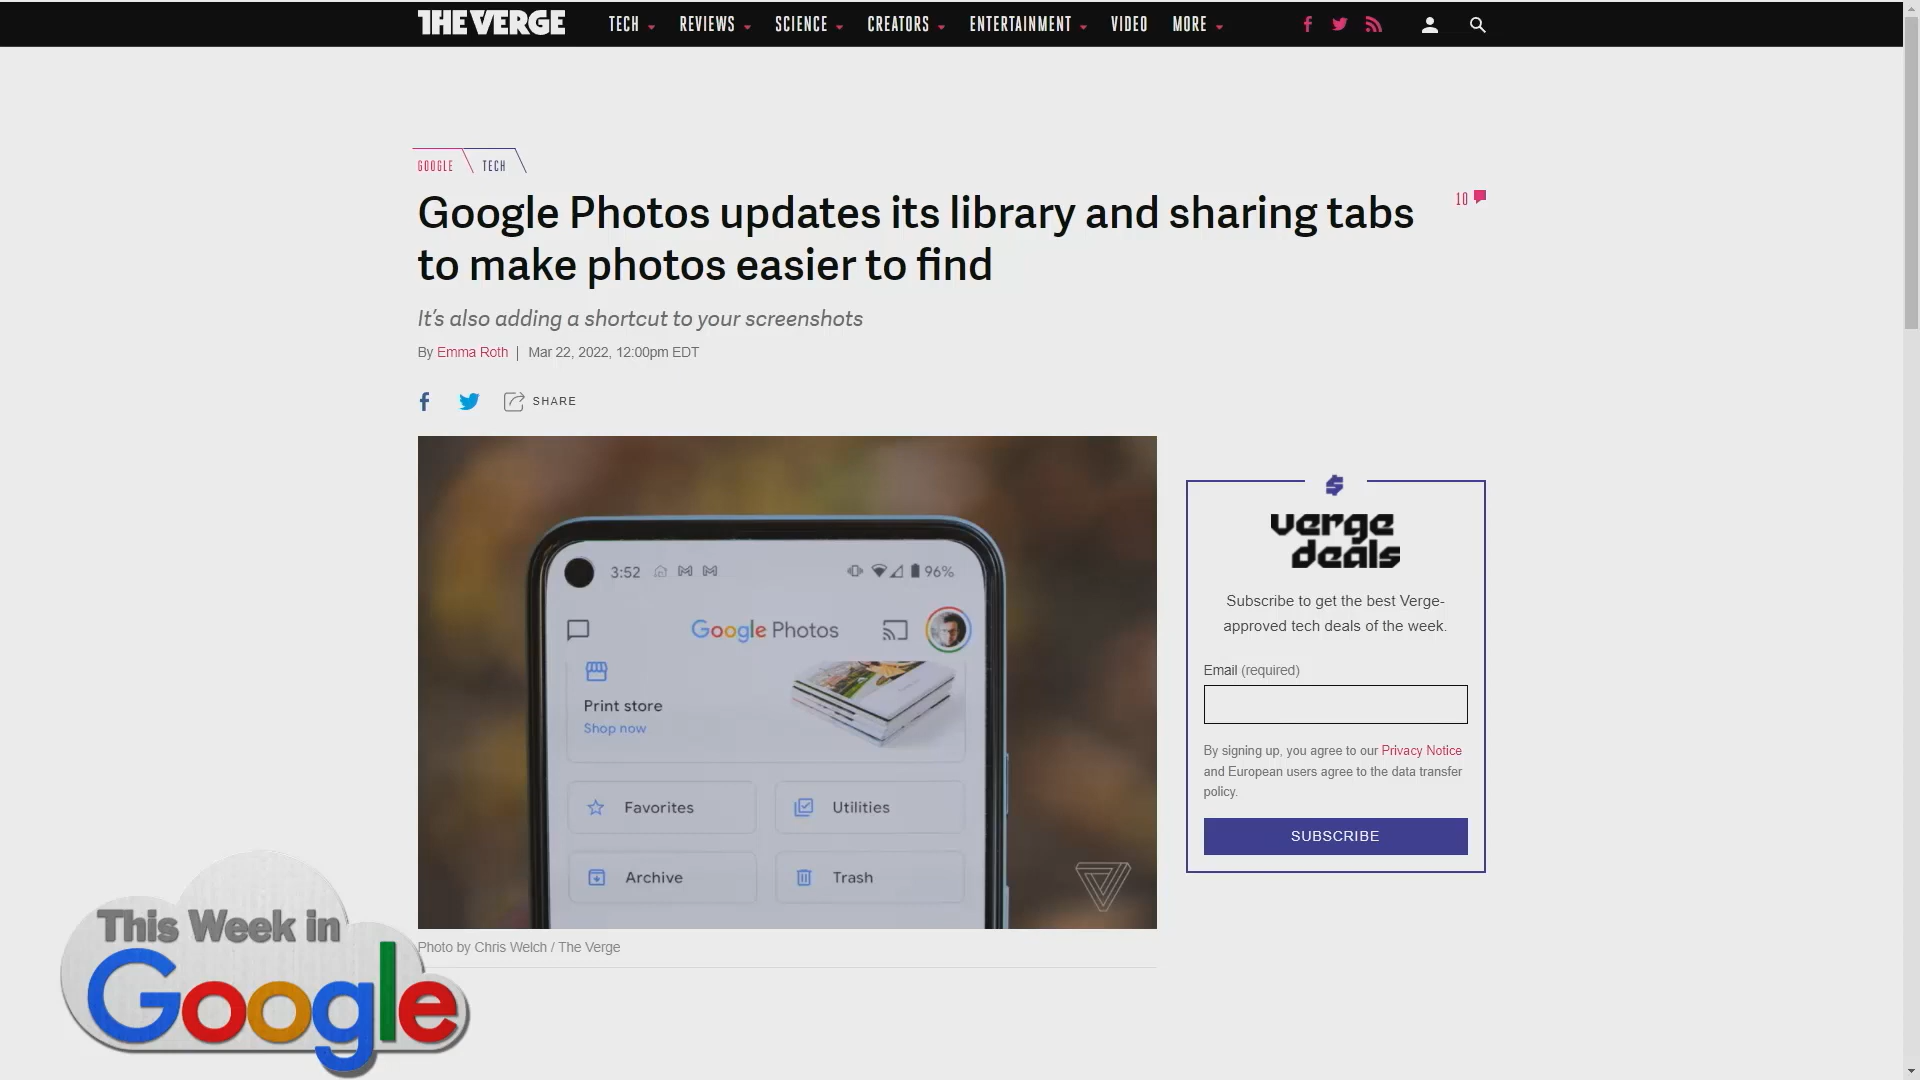 THE VERGE TECH REVIEWS SCIENCE CREATORS ENTERTAINMENT VIDEO MORE
GOOGLE TECH
Google Photos updates its library and sharing tabs
to make photos easier to find
10
It's also adding a shortcut to your screenshots
By Emma Roth | Mar 22, 2022, 12:00pm EDT
SHARE
3:52 96%
Google Photos
Print store
Shop now
Favorites Utilities
Archive Trash
Photo by Chris Welch / The Verge
verge
deals
Subscribe to get the best Verge-
approved tech deals of the week.
Email (required)
By signing up, you agree to our Privacy Notice
and European users agree to the data transfer
policy.
SUBSCRIBE
This Week in
Google